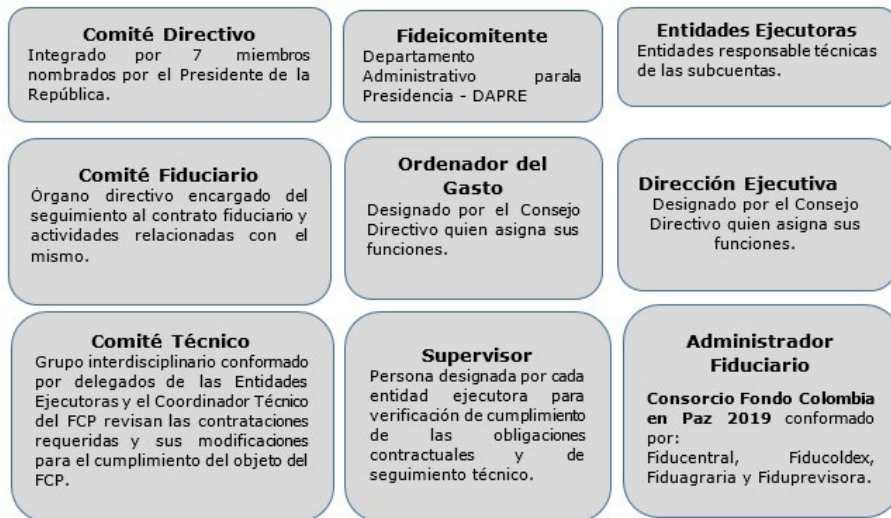 Comité Directivo
Integrado por 7 miembros
nombrados por el Presidente de la
República.
Fideicomitente
Departamento
Administrativo parala
Presidencia - DAPRE
Entidades Ejecutoras
Entidades responsable técnicas
de las subcuentas.
Comité Fiduciario
Órgano directivo encargado del
seguimiento al contrato fiduciario y
actividades relacionadas con el
mismo.
Ordenador del
Gasto
Designado por el Consejo
Directivo quien asigna sus
funciones.
Dirección Ejecutiva
Designado por el Consejo
Directivo quien asigna sus
funciones.
Comité Técnico
Grupo interdisciplinario conformado
por delegados de las Entidades
Ejecutoras y el Coordinador Técnico
del FCP revisan las contrataciones
requeridas y sus modificaciones
para el cumplimiento del objeto del
FCP.
Supervisor
Persona designada por cada
entidad ejecutora para
verificación de cumplimiento
de las obligaciones
contractuales y de
seguimiento técnico.
Administrador
Fiduciario
Consorcio Fondo Colombia
en Paz 2019 conformado
por:
Fiducentral, Fiducoldex,
Fiduagraria y Fiduprevisora.